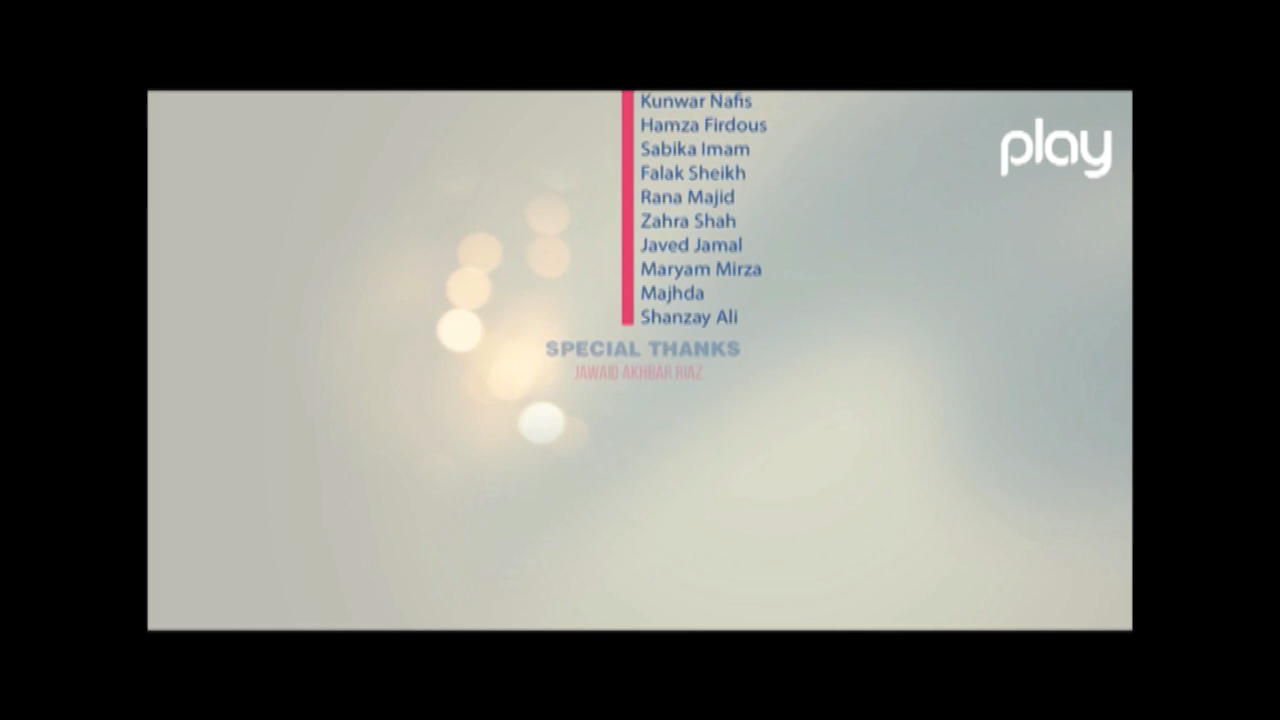 Kunwar Nafis
Hamza Firdous
Sabika Imam
Falak Sheikh
Rana Majid
Zahra Shah
Javed Jamal
Maryam Mirza
Majhda
Shanzay Ali
SPECIAL THANKS
JAWAID AKHBAR RIAZ
play